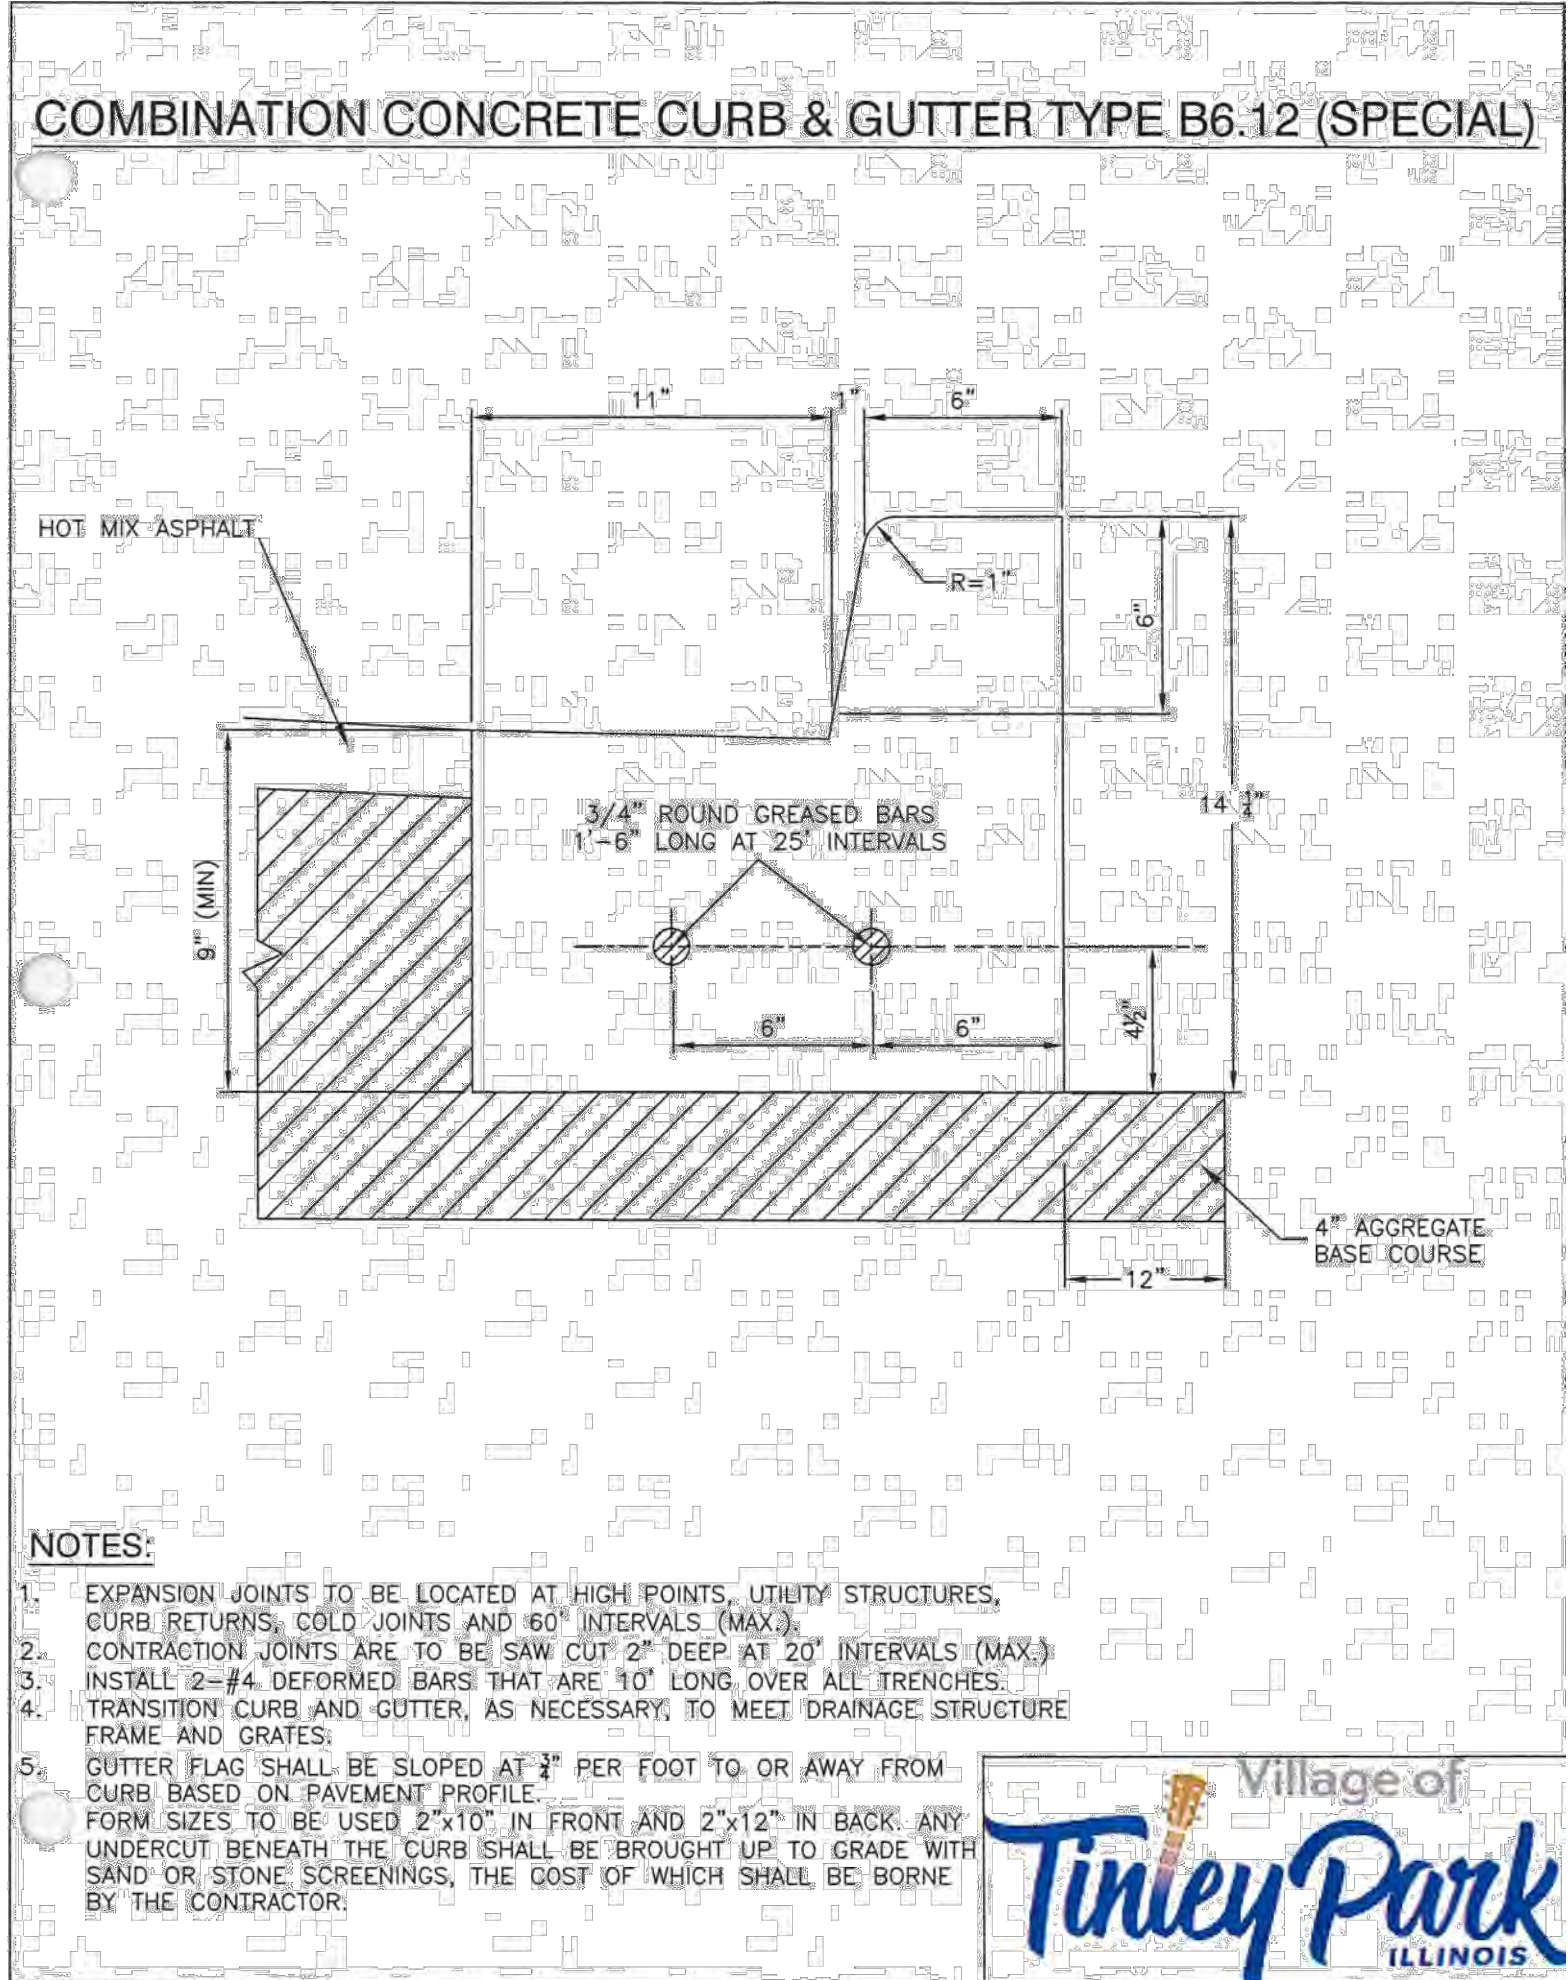 COMBINATION CONCRETE CURB & GUTTER TYPE B6.12 (SPECIAL)
11"
1"
6"
HOT MIX ASPHALT
R=1"
6"
14 1/4"
3/4" ROUND GREASED BARS
1'-6" LONG AT 25' INTERVALS
9" (MIN)
6"
6"
4½"
4" AGGREGATE
BASE COURSE
12"
NOTES:
1. EXPANSION JOINTS TO BE LOCATED AT HIGH POINTS, UTILITY STRUCTURES,
CURB RETURNS, COLD JOINTS AND 60' INTERVALS (MAX.).
2. CONTRACTION JOINTS ARE TO BE SAW CUT 2" DEEP AT 20' INTERVALS (MAX.)
3. INSTALL 2-#4 DEFORMED BARS THAT ARE 10' LONG OVER ALL TRENCHES.
4. TRANSITION CURB AND GUTTER, AS NECESSARY, TO MEET DRAINAGE STRUCTURE
FRAME AND GRATES.
5. GUTTER FLAG SHALL BE SLOPED AT ¾" PER FOOT TO OR AWAY FROM
CURB BASED ON PAVEMENT PROFILE.
FORM SIZES TO BE USED 2"x10" IN FRONT AND 2"x12" IN BACK. ANY
UNDERCUT BENEATH THE CURB SHALL BE BROUGHT UP TO GRADE WITH
SAND OR STONE SCREENINGS, THE COST OF WHICH SHALL BE BORNE
BY THE CONTRACTOR.
Village of
Tinley Park
ILLINOIS